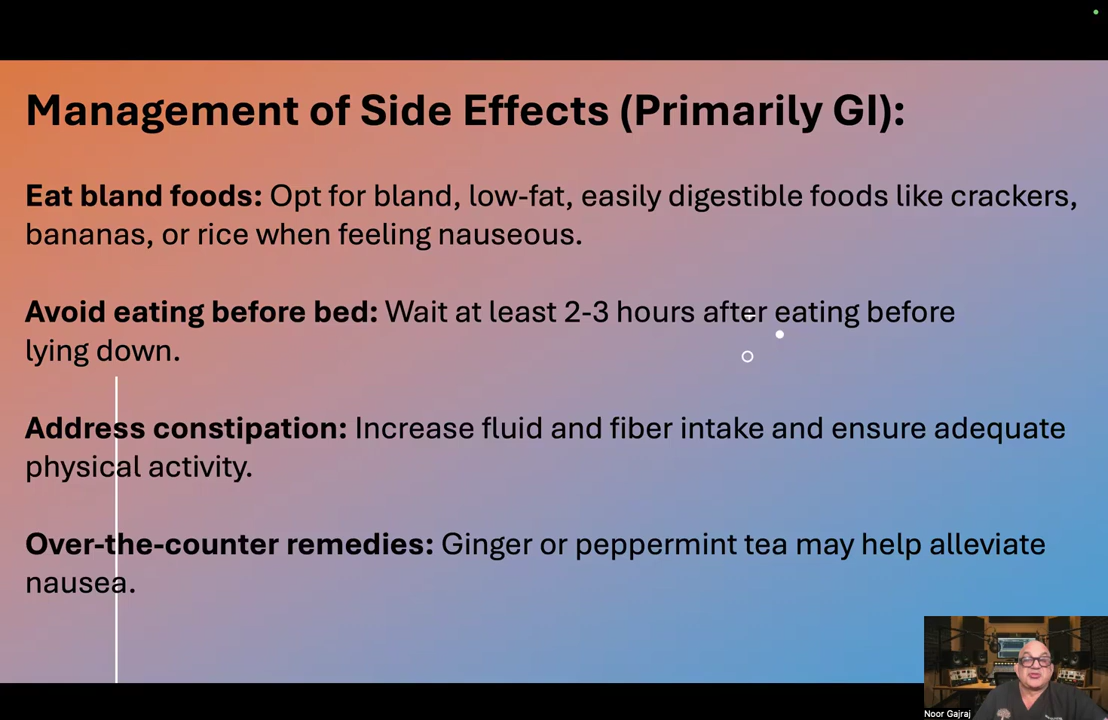 Management of Side Effects (Primarily GI):
Eat bland foods: Opt for bland, low-fat, easily digestible foods like crackers,
bananas, or rice when feeling nauseous.
Avoid eating before bed: Wait at least 2-3 hours after eating before
lying down.
Address constipation: Increase fluid and fiber intake and ensure adequate
physical activity.
Over-the-counter remedies: Ginger or peppermint tea may help alleviate
nausea.
Noor Gajraj